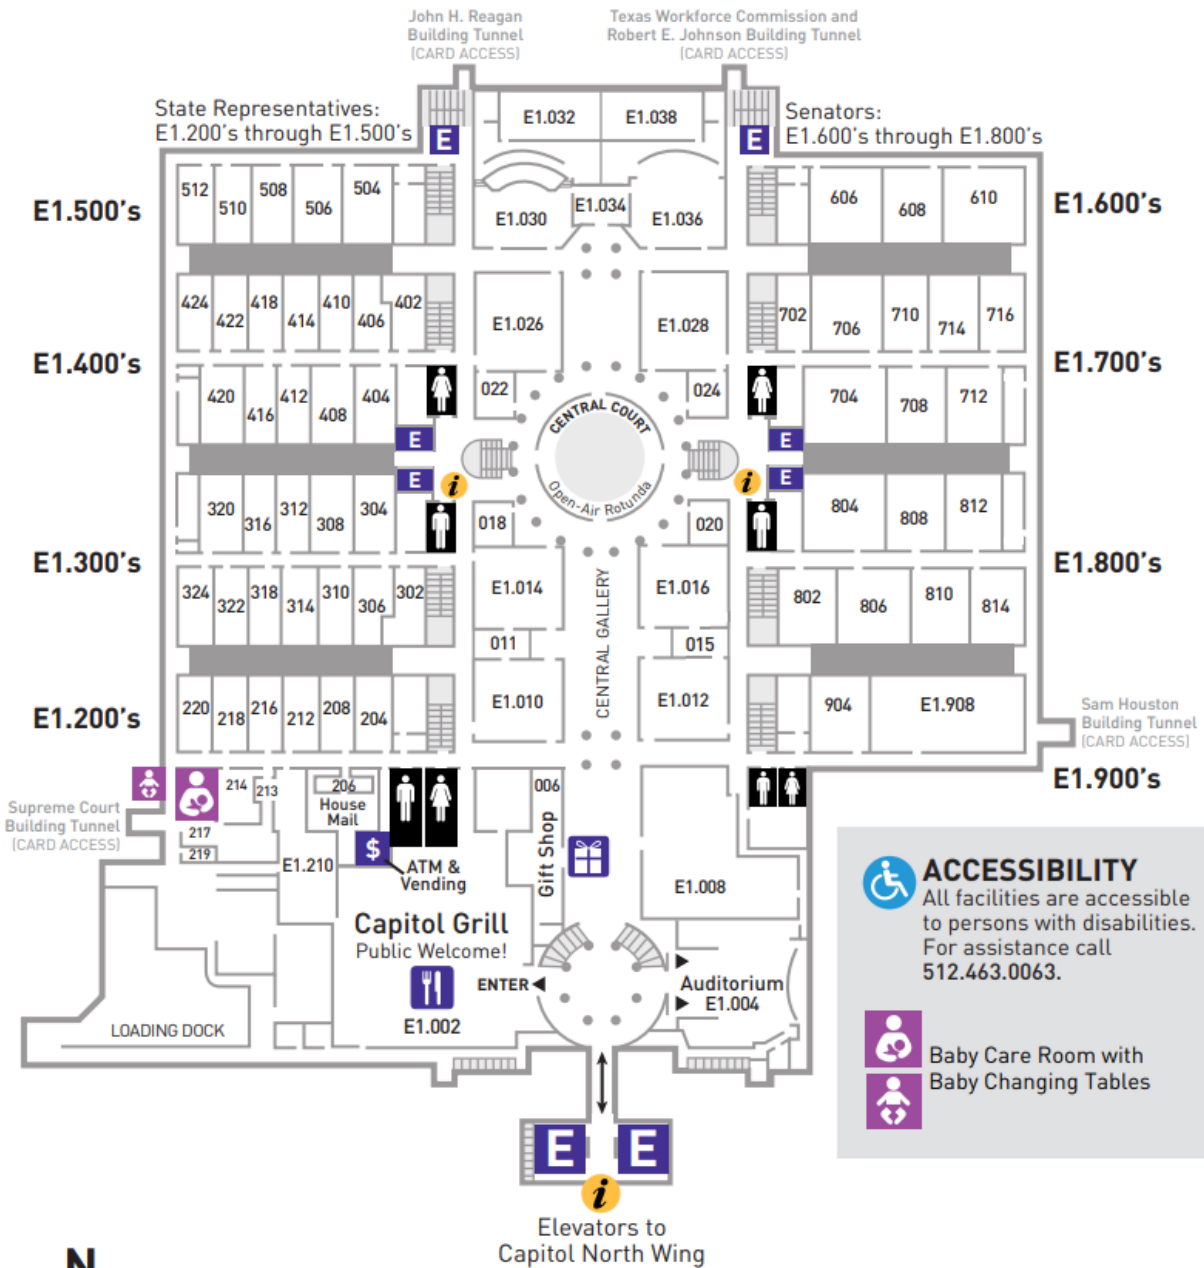 John H. Reagan
Building Tunnel
(CARD ACCESS)
Texas Workforce Commission and
Robert E. Johnson Building Tunnel
(CARD ACCESS)
State Representatives:
E1.200's through E1.500's
Senators:
E1.600's through E1.800's
E
E1.032
E1.038
E
E1.500's
512
510
508
506
504
E1.030
E1.034
E1.036
606
608
610
E1.600's
424
422
418
414
410
406
402
E1.026
E1.028
702
706
710
714
716
E1.400's
E1.700's
420
416
412
408
404
022
024
704
708
712
E
E
CENTRAL COURT
Open-Air Rotunda
E
E
i
i
320
316
312
308
304
018
020
804
808
812
E1.300's
E1.800's
324
322
318
314
310
306
302
E1.014
E1.016
802
806
810
814
CENTRAL GALLERY
011
015
E1.200's
220
218
216
212
208
204
E1.010
E1.012
904
E1.908
Sam Houston
Building Tunnel
(CARD ACCESS)
E1.900's
Supreme Court
Building Tunnel
(CARD ACCESS)
214
213
206
House
Mail
006
217
219
E1.210
$
ATM &
Vending
Gift Shop
E1.008
Capitol Grill
Public Welcome!
ENTER
E1.002
Auditorium
E1.004
LOADING DOCK
ACCESSIBILITY
All facilities are accessible
to persons with disabilities.
For assistance call
512.463.0063.
Baby Care Room with
Baby Changing Tables
E
E
i
Elevators to
Capitol North Wing
N